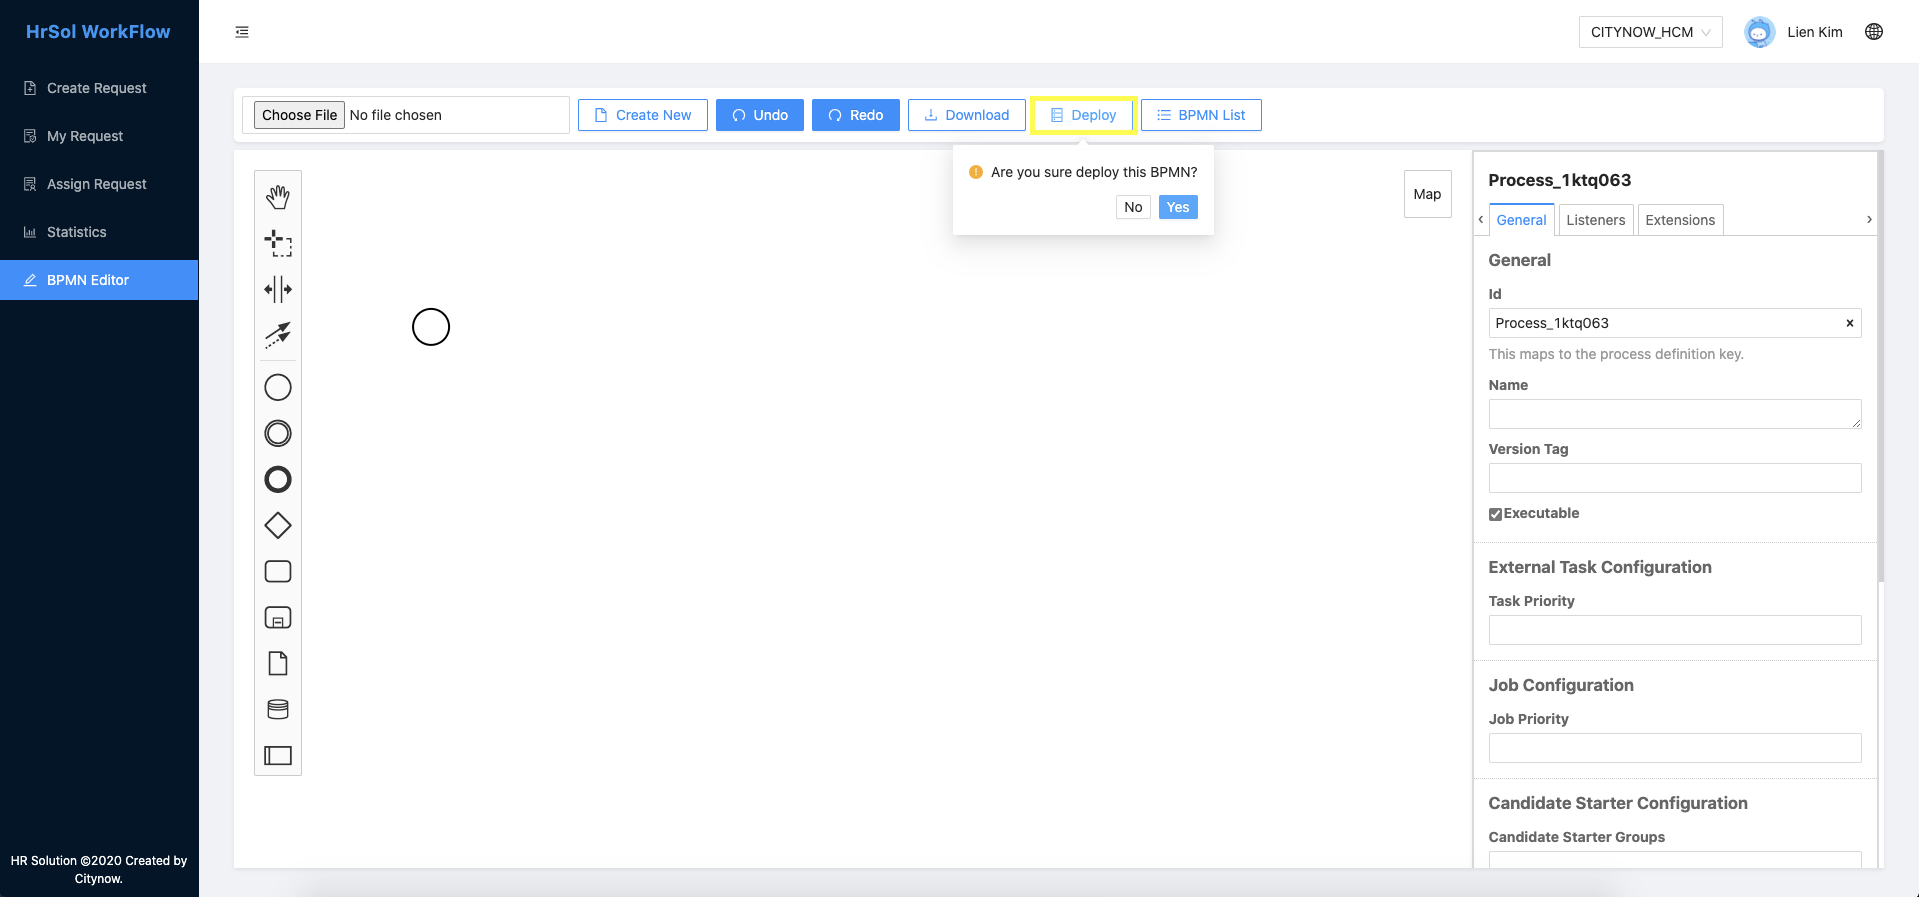 HrSol WorkFlow
Create Request
My Request
Assign Request
Statistics
BPMN Editor
HR Solution ©2020 Created by
Citynow.
CITYNOW_HCM
Lien Kim
Choose File No file chosen
Create New
Undo
Redo
Download
Deploy
BPMN List
Are you sure deploy this BPMN?
No
Yes
Map
Process_1ktq063
General
Listeners
Extensions
General
Id
Process_1ktq063
This maps to the process definition key.
Name
Version Tag
Executable
External Task Configuration
Task Priority
Job Configuration
Job Priority
Candidate Starter Configuration
Candidate Starter Groups